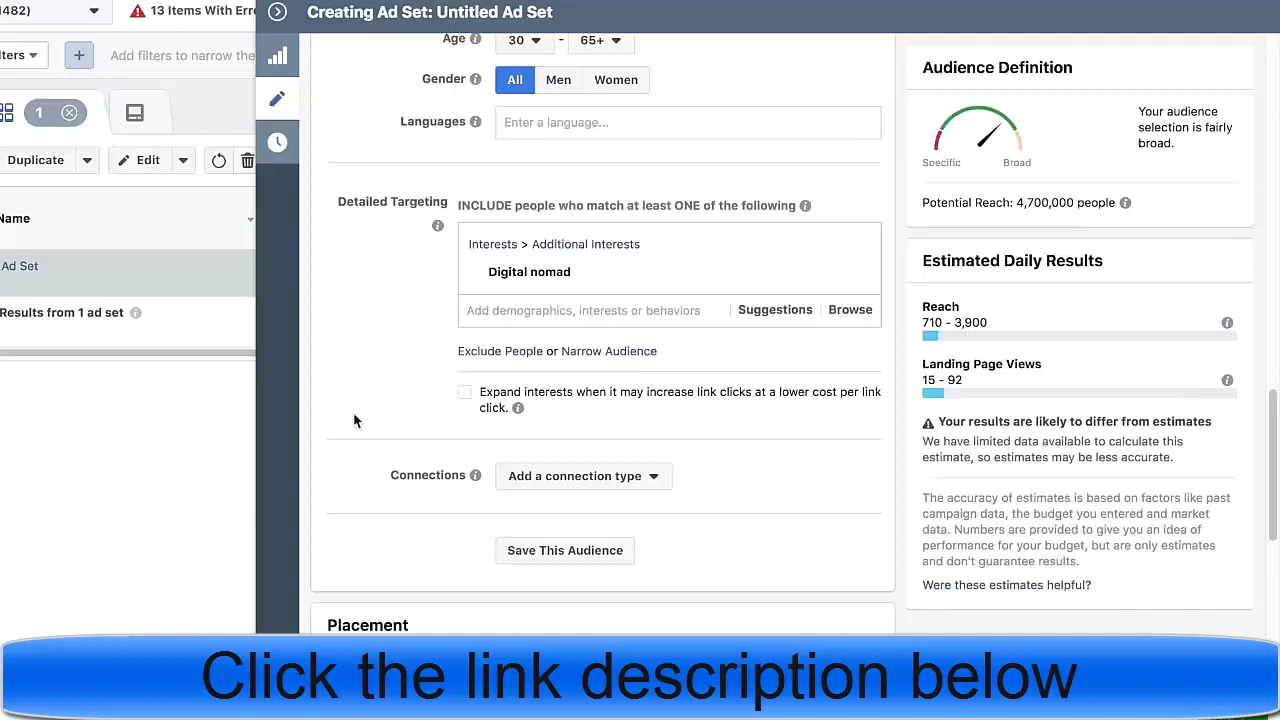 1482)
13 Items With Erro
Creating Ad Set: Untitled Ad Set
ters
Add filters to narrow the
1
Duplicate
Edit
Name
Ad Set
Results from 1 ad set
Age
30 - 65+
Gender
All Men Women
Languages
Enter a language...
Detailed Targeting
INCLUDE people who match at least ONE of the following
Interests > Additional Interests
Digital nomad
Add demographics, interests or behaviors
Suggestions
Browse
Exclude People or Narrow Audience
Expand interests when it may increase link clicks at a lower cost per link
click.
Connections
Add a connection type
Save This Audience
Placement
Audience Definition
Your audience
selection is fairly
broad.
Specific
Broad
Potential Reach: 4,700,000 people
Estimated Daily Results
Reach
710 - 3,900
Landing Page Views
15 - 92
Your results are likely to differ from estimates
We have limited data available to calculate this
estimate, so estimates may be less accurate.
The accuracy of estimates is based on factors like past
campaign data, the budget you entered and market
data. Numbers are provided to give you an idea of
performance for your budget, but are only estimates
and don't guarantee results.
Were these estimates helpful?
Click the link description below